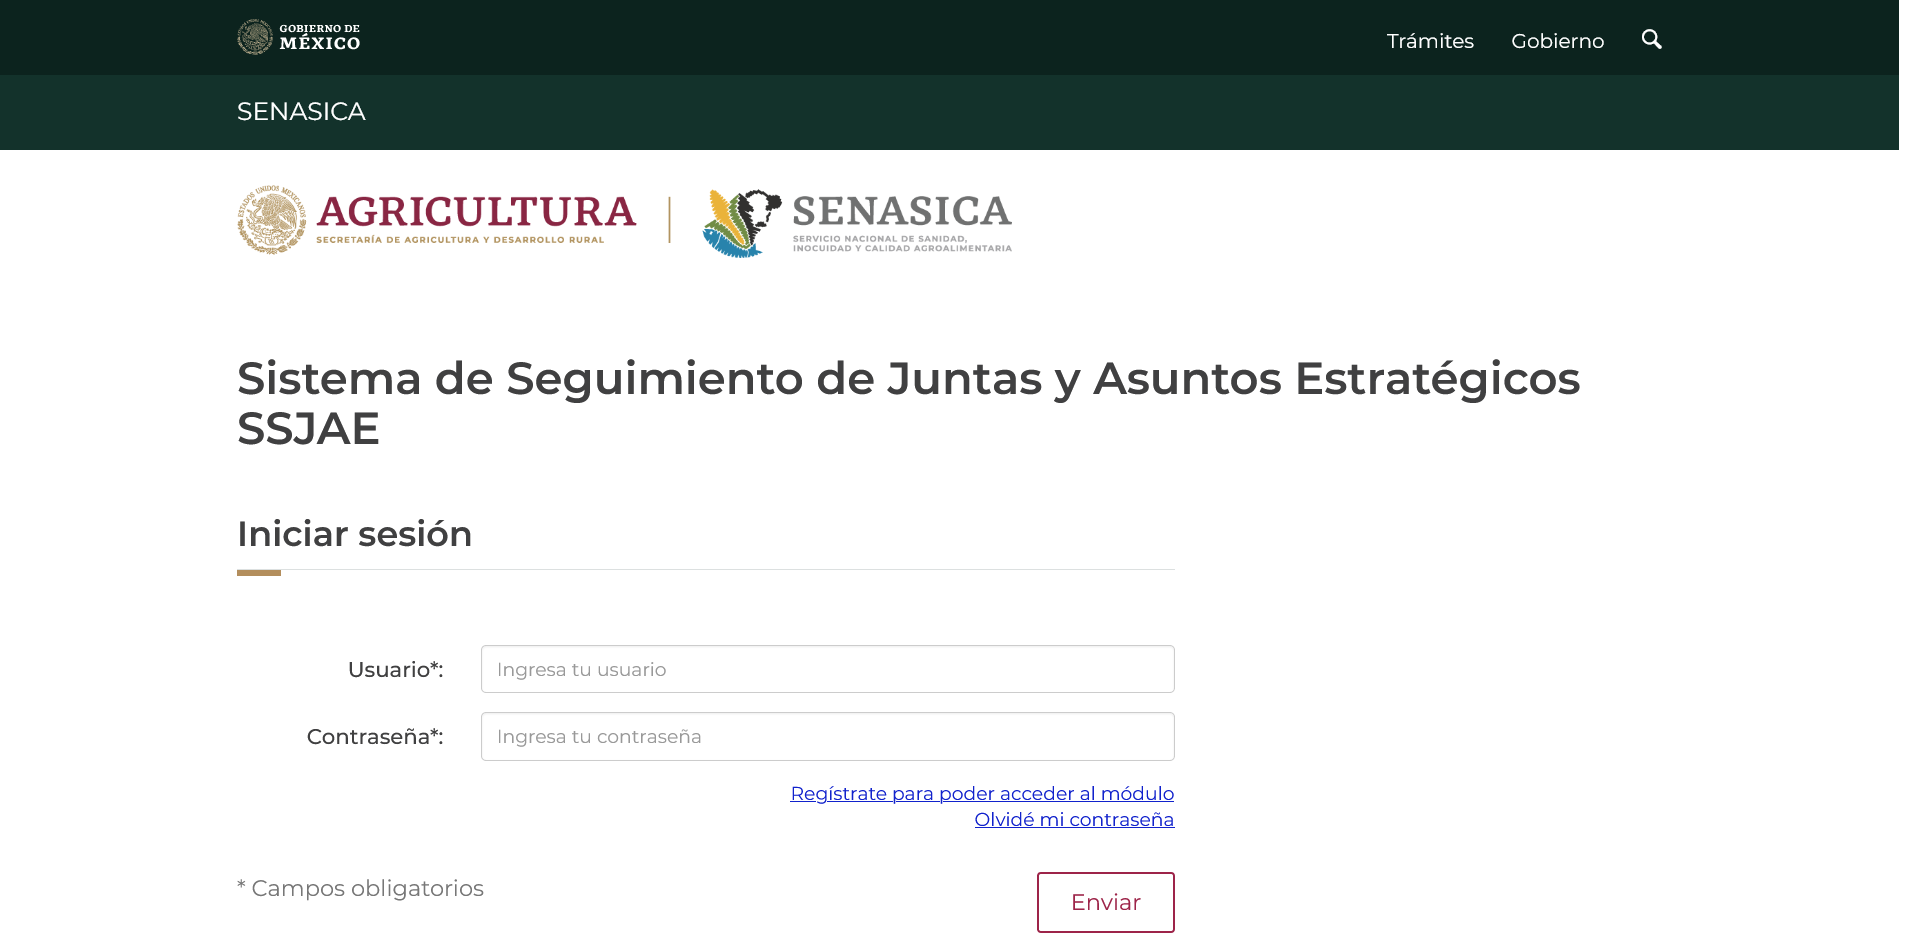 GOBIERNO DE
MÉXICO
Trámites
Gobierno
SENASICA
ESTADOS UNIDOS MEXICANOS
AGRICULTURA
SECRETARÍA DE AGRICULTURA Y DESARROLLO RURAL
SENASICA
SERVICIO NACIONAL DE SANIDAD,
INOCUIDAD Y CALIDAD AGROALIMENTARIA
Sistema de Seguimiento de Juntas y Asuntos Estratégicos
SSJAE
Iniciar sesión
Usuario*:
Ingresa tu usuario
Contraseña*:
Ingresa tu contraseña
Regístrate para poder acceder al módulo
Olvidé mi contraseña
* Campos obligatorios
Enviar